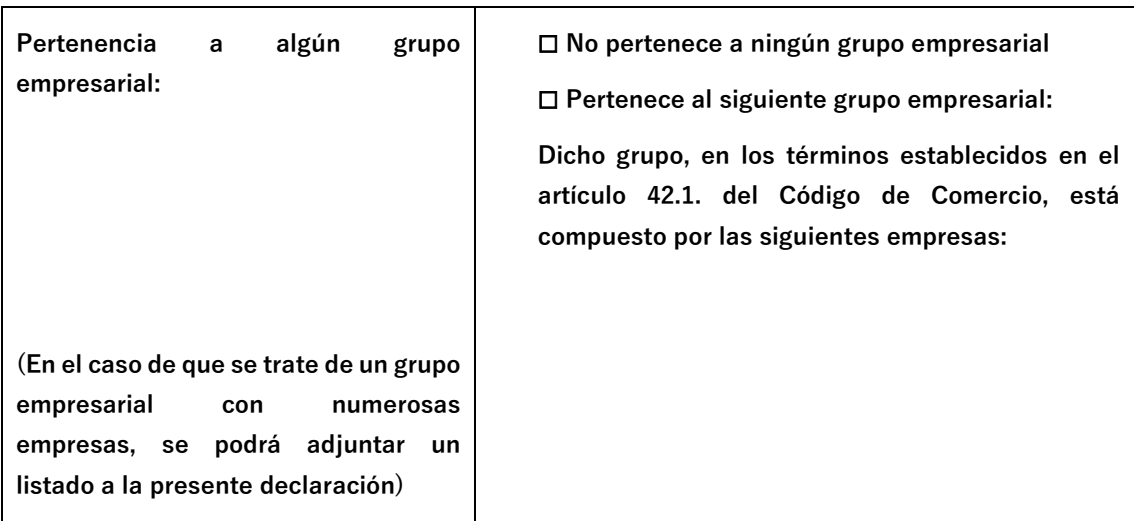 Pertenencia a algún grupo
empresarial:
(En el caso de que se trate de un grupo
empresarial con numerosas
empresas, se podrá adjuntar un
listado a la presente declaración)
☐ No pertenece a ningún grupo empresarial
☐ Pertenece al siguiente grupo empresarial:
Dicho grupo, en los términos establecidos en el
artículo 42.1. del Código de Comercio, está
compuesto por las siguientes empresas: